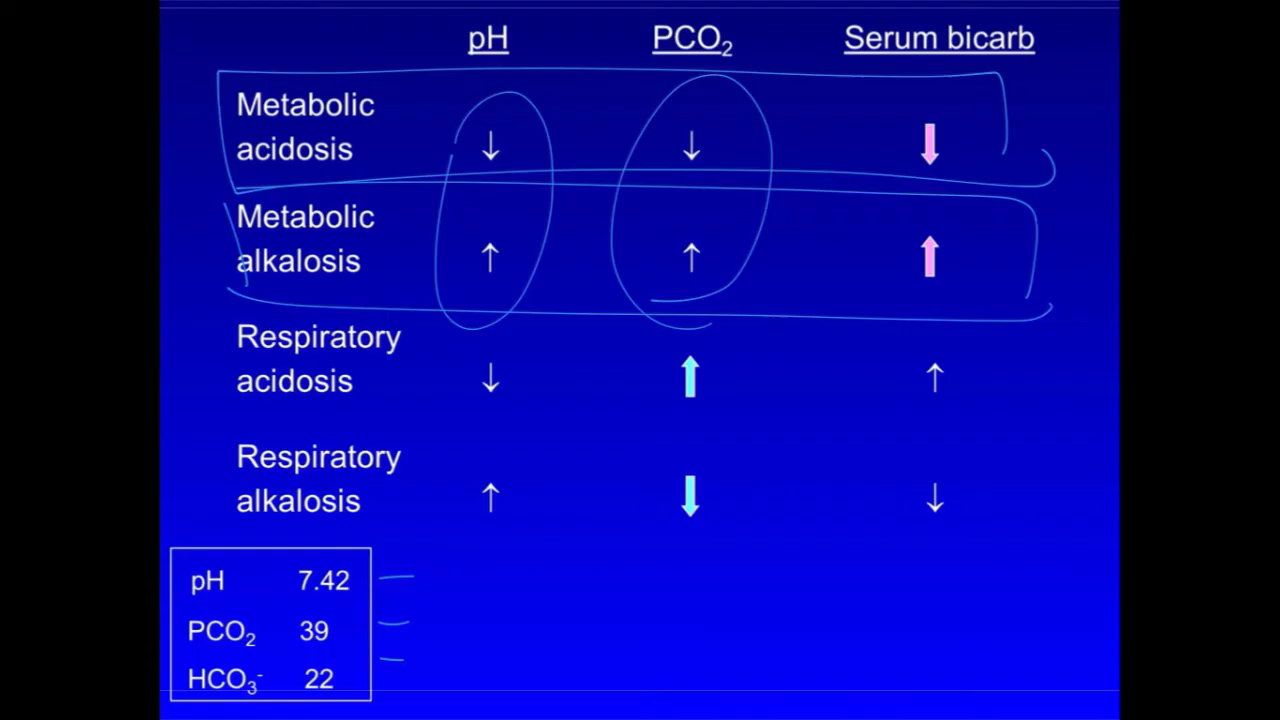 pH PCO₂ Serum bicarb
Metabolic
acidosis ↓ ↓ ⬇
Metabolic
alkalosis ↑ ↑ ⬆
Respiratory
acidosis ↓ ⬆ ↑
Respiratory
alkalosis ↑ ⬇ ↓
pH 7.42
PCO₂ 39
HCO₃⁻ 22